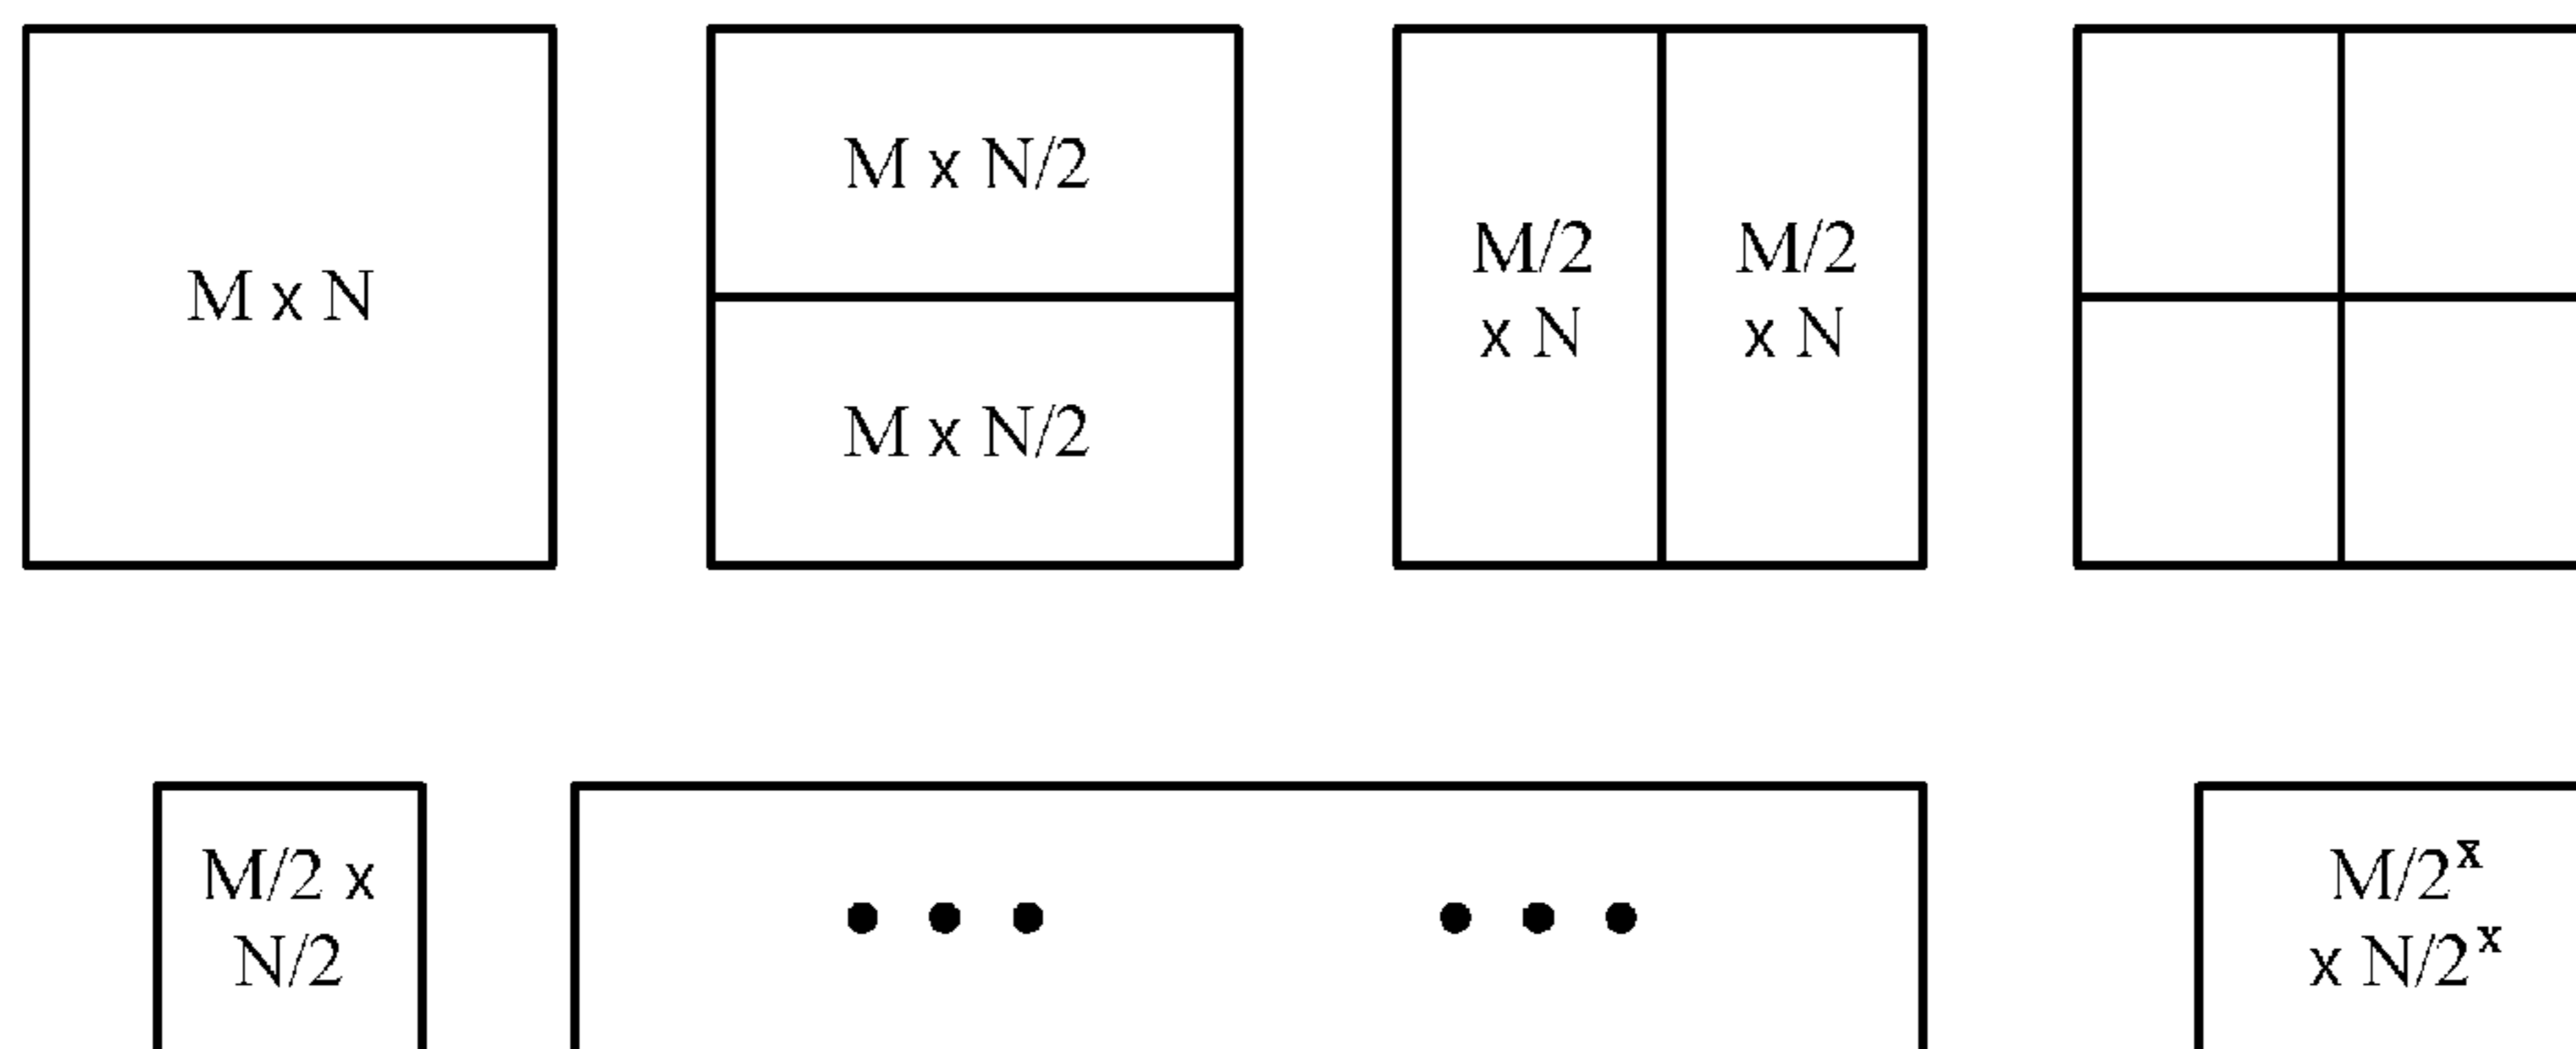 M x N
M x N/2
M x N/2
M/2
x N
M/2
x N
M/2 x
N/2
• • •
• • •
M/2ˣ
x N/2ˣ